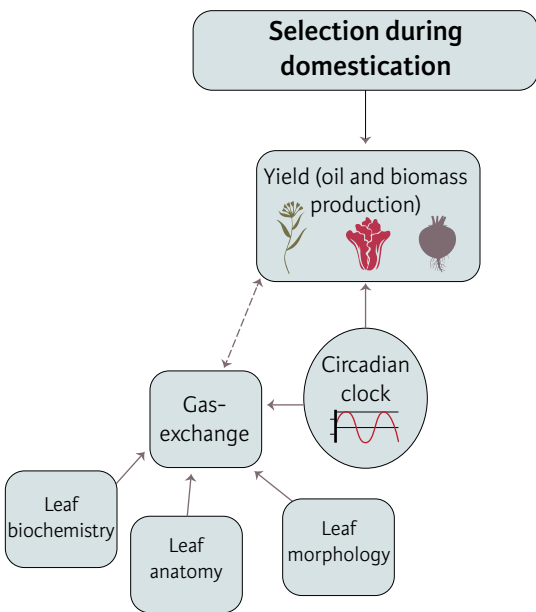 Selection during
domestication
Yield (oil and biomass
production)
Circadian
clock
Gas-
exchange
Leaf
biochemistry
Leaf
anatomy
Leaf
morphology